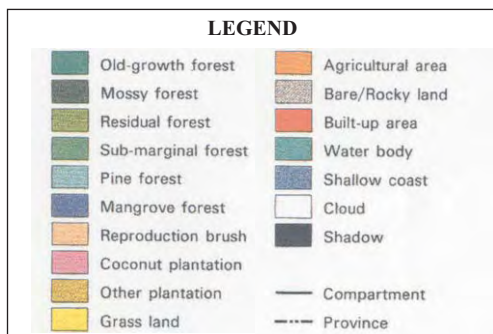 LEGEND
Old-growth forest
Mossy forest
Residual forest
Sub-marginal forest
Pine forest
Mangrove forest
Reproduction brush
Coconut plantation
Other plantation
Grass land
Agricultural area
Bare/Rocky land
Built-up area
Water body
Shallow coast
Cloud
Shadow
Compartment
Province